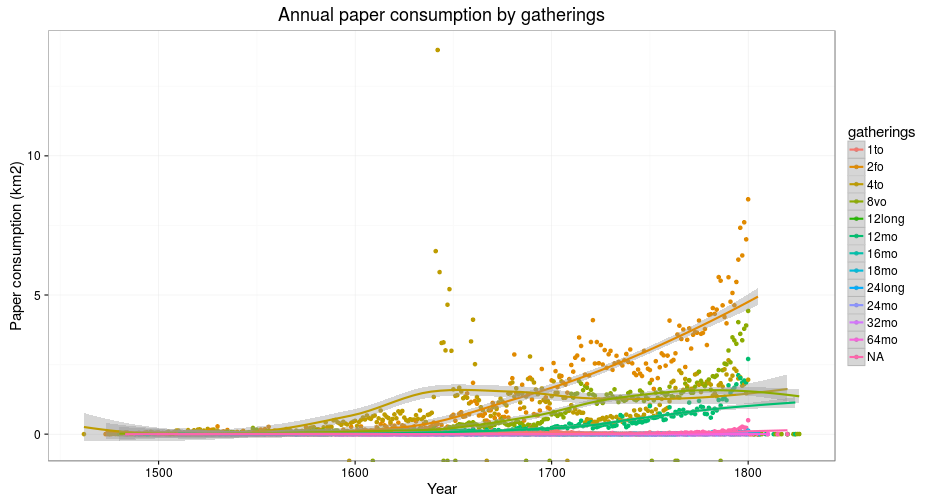 Annual paper consumption by gatherings
Paper consumption (km2)
10
5
0
1500
1600
1700
1800
Year
gatherings
1to
2fo
4to
8vo
12long
12mo
16mo
18mo
24long
24mo
32mo
64mo
NA